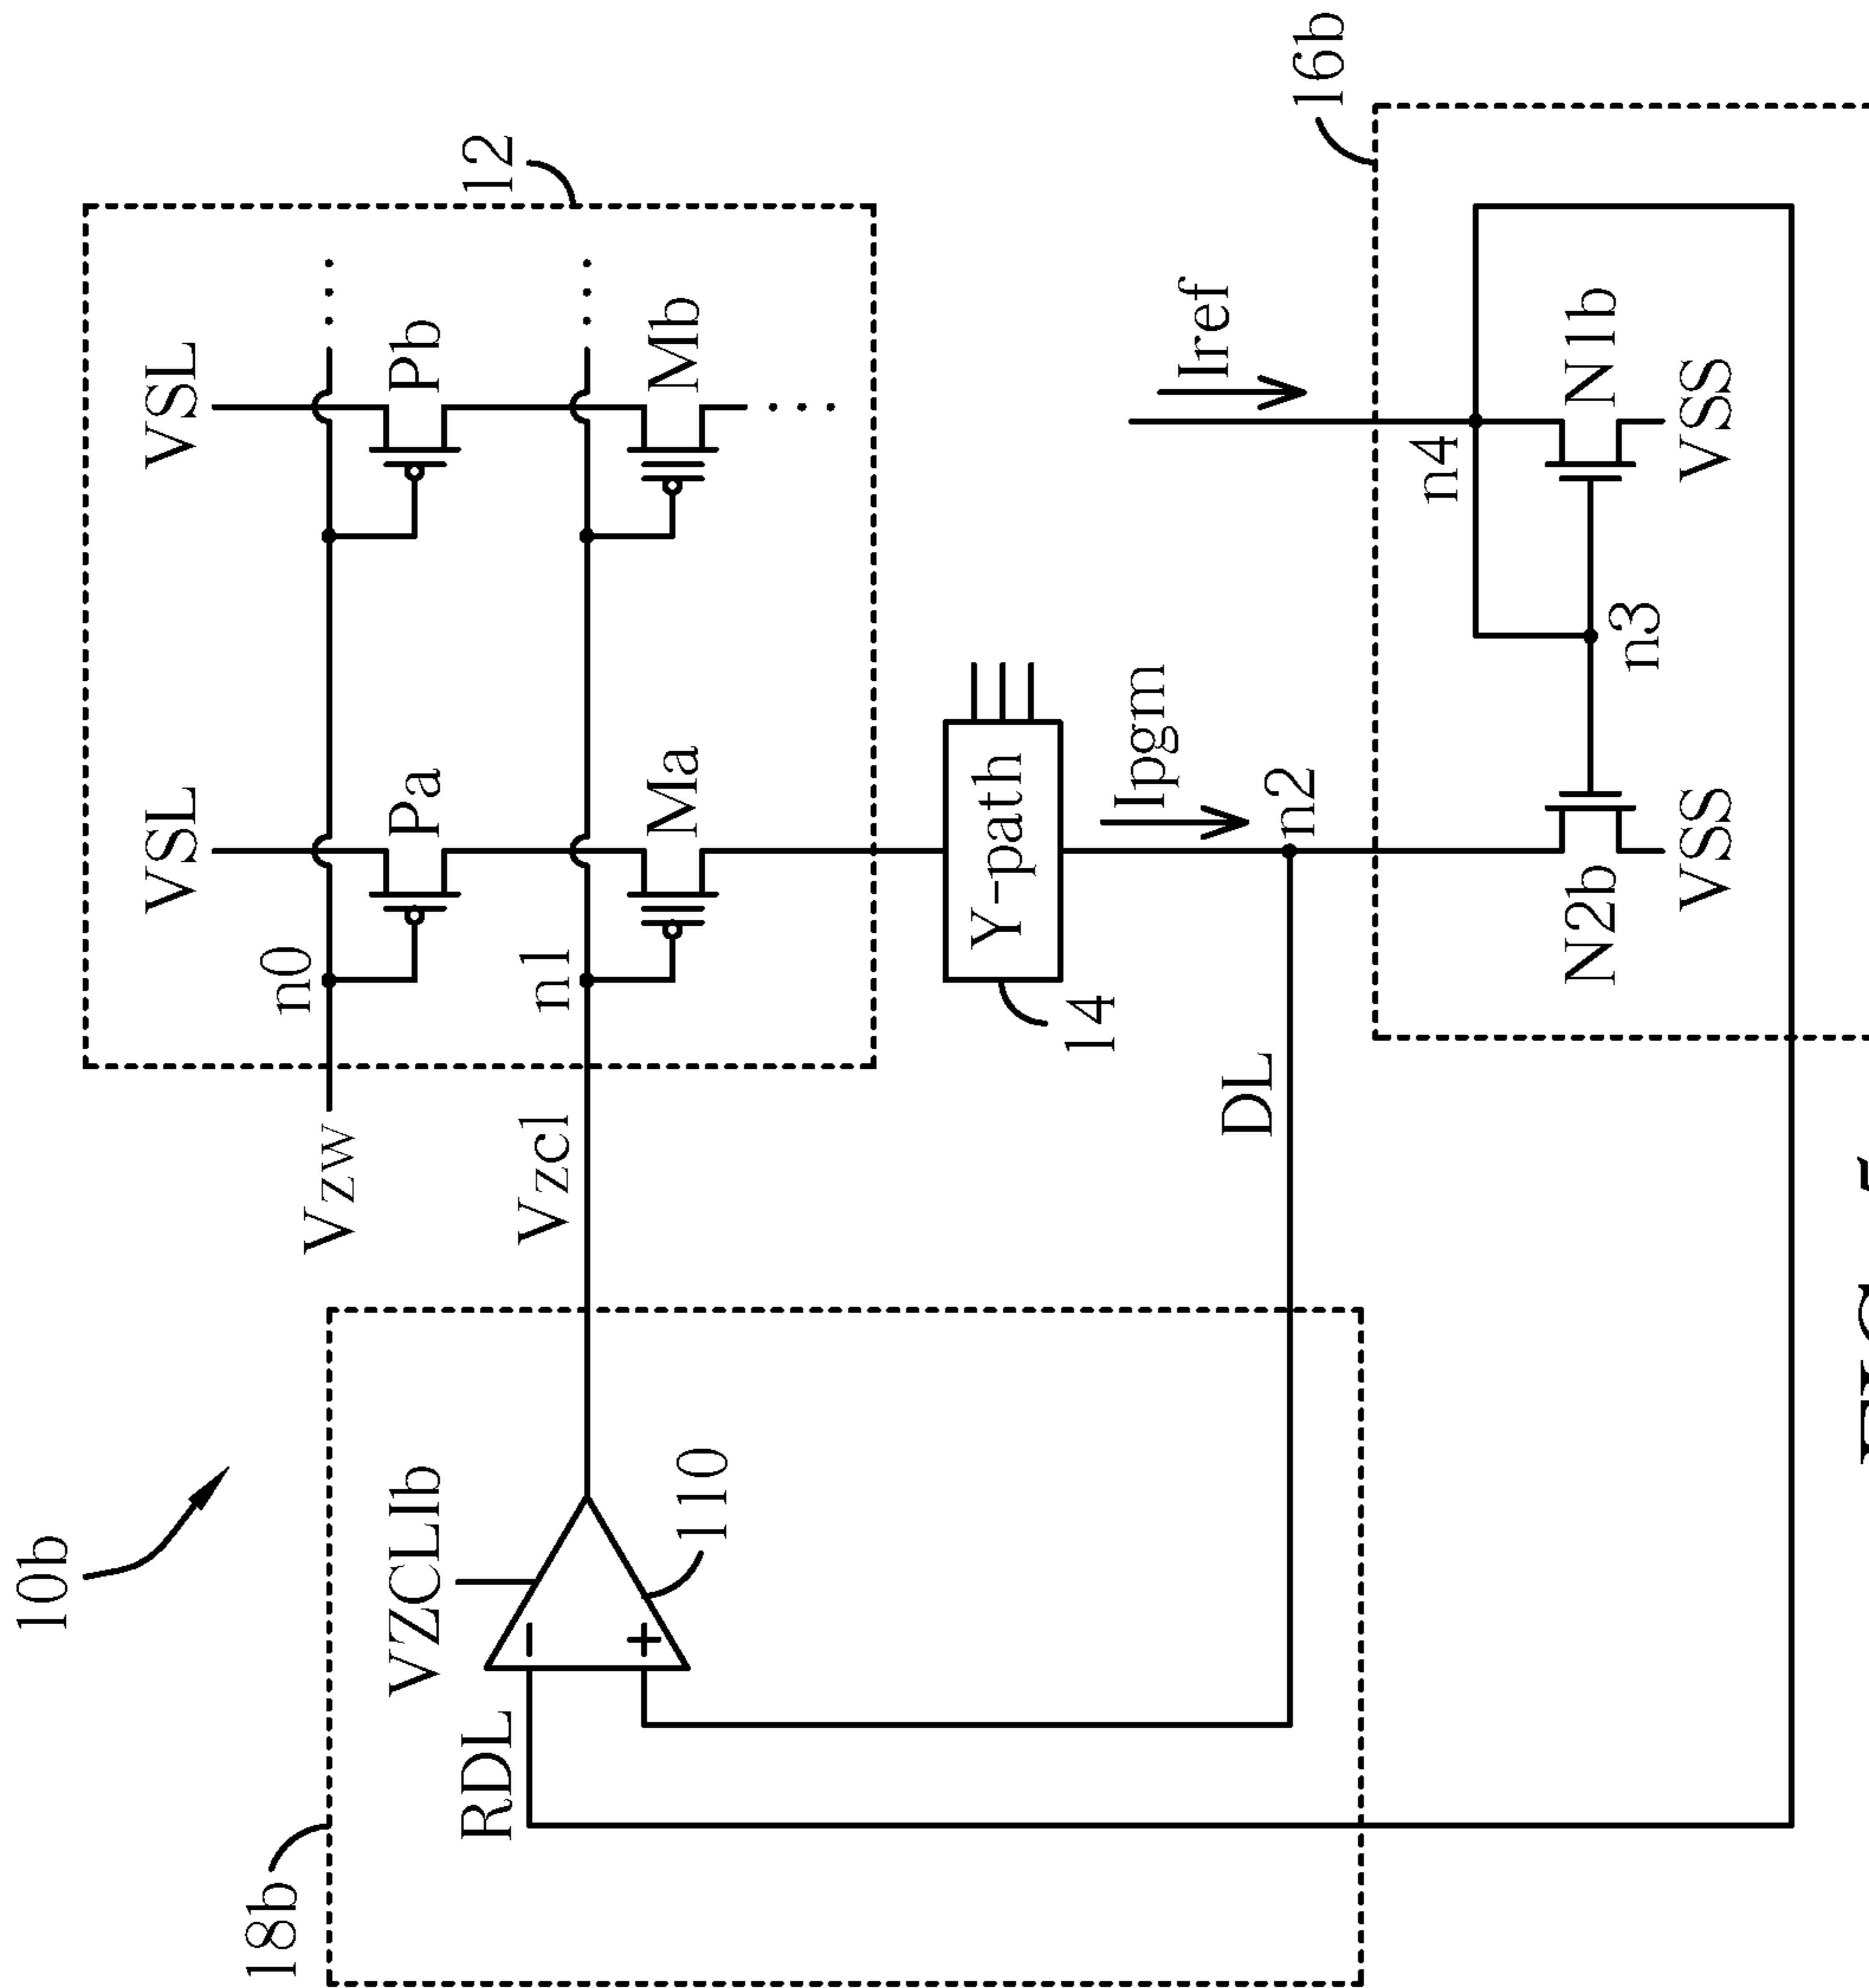 10b
12
VSL
VSL
n0
Pa
Pb
Vzw
n1
Ma
Mb
Vzcl
18b
VZCLIb
RDL
−
+
110
14
Y-path
Ipgm
Iref
16b
DL
n2
n4
N2b
n3
N1b
VSS
VSS